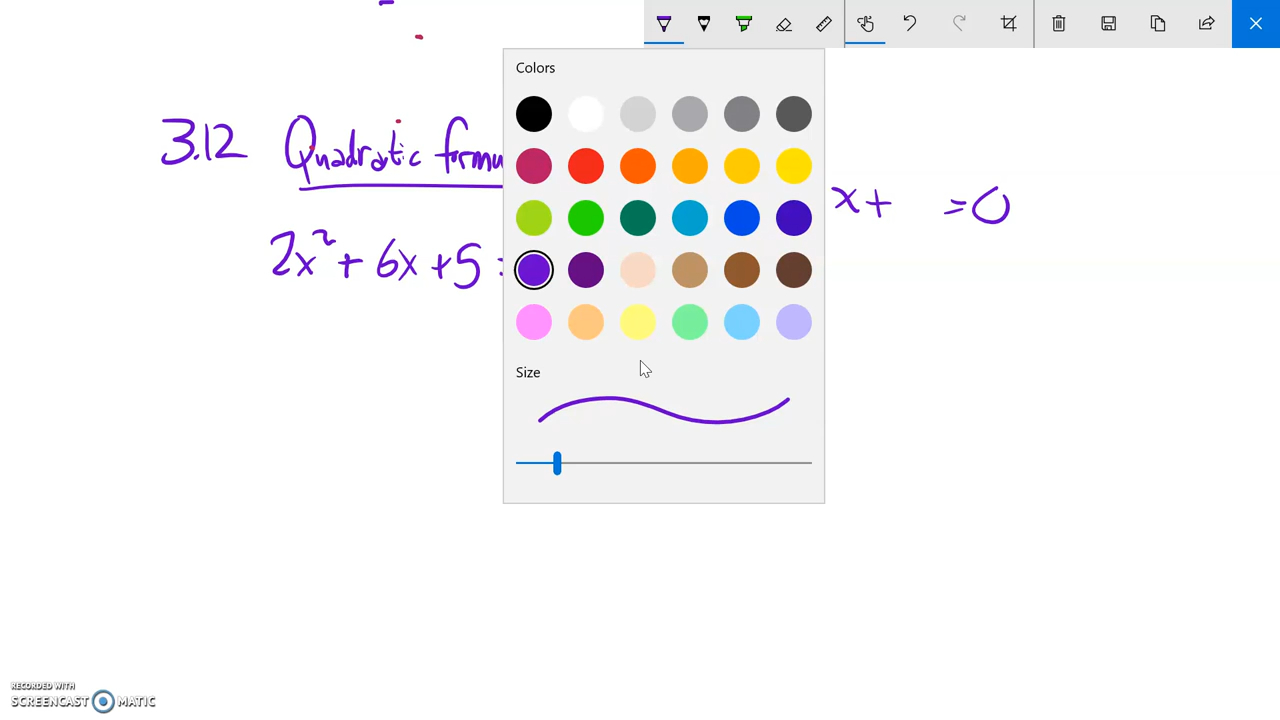 Colors
3.12 Quadratic formu
x + =0
2x² + 6x + 5 =
Size
RECORDED WITH
SCREENCAST MATIC